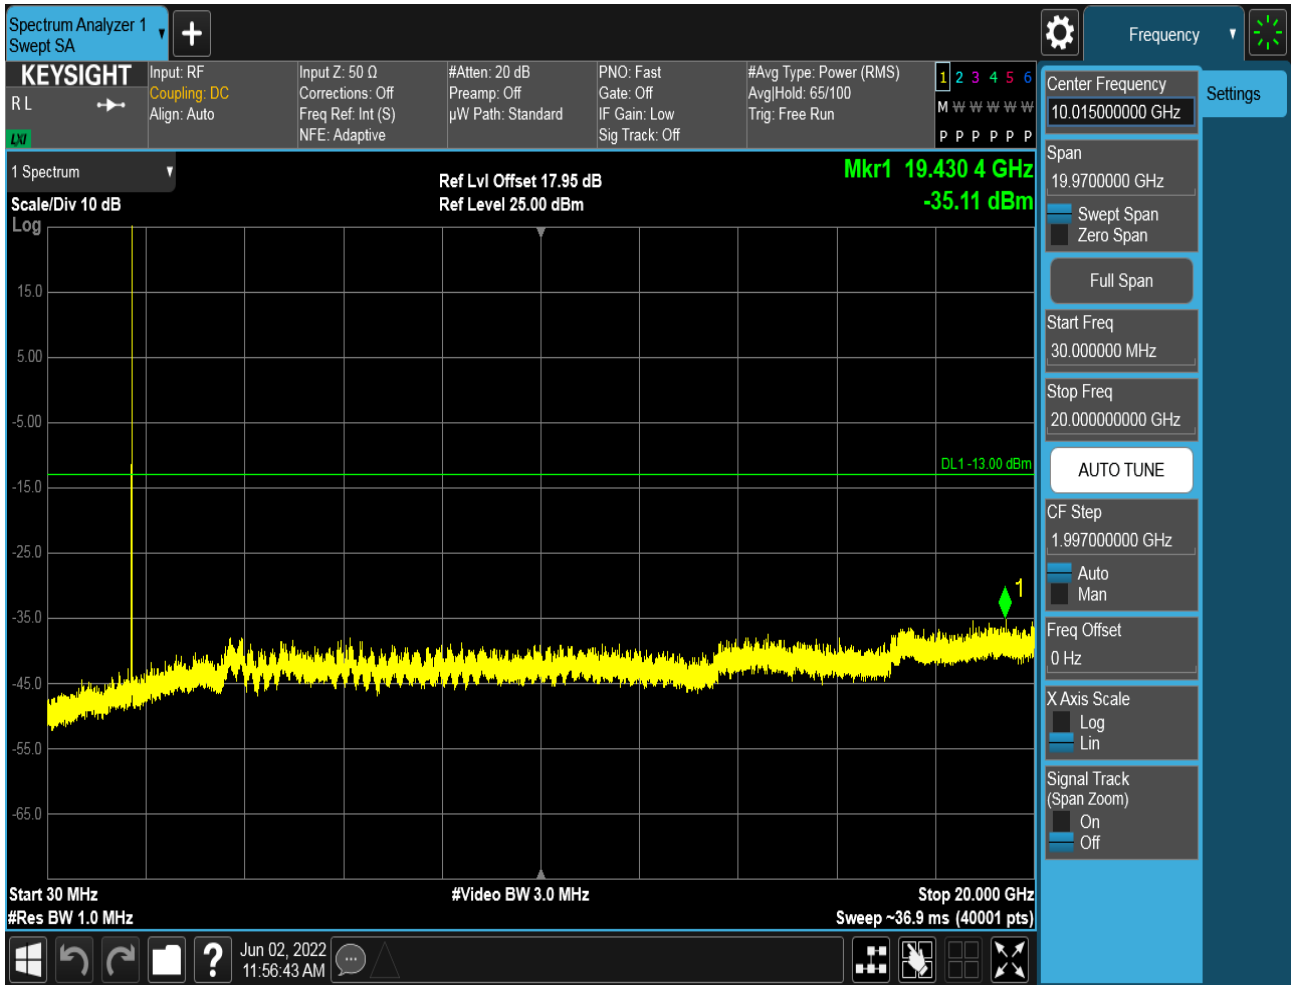 Spectrum Analyzer 1
Swept SA
Frequency
KEYSIGHT
R L
LXI
Input: RF
Coupling: DC
Align: Auto
Input Z: 50 Ω
Corrections: Off
Freq Ref: Int (S)
NFE: Adaptive
#Atten: 20 dB
Preamp: Off
µW Path: Standard
PNO: Fast
Gate: Off
IF Gain: Low
Sig Track: Off
#Avg Type: Power (RMS)
Avg|Hold: 65/100
Trig: Free Run
1 2 3 4 5 6
M W W W W W
P P P P P P
1 Spectrum
Scale/Div 10 dB
Log
Ref Lvl Offset 17.95 dB
Ref Level 25.00 dBm
Mkr1 19.430 4 GHz
-35.11 dBm
15.0
5.00
-5.00
DL1 -13.00 dBm
-15.0
-25.0
1
-35.0
-45.0
-55.0
-65.0
Start 30 MHz
#Res BW 1.0 MHz
#Video BW 3.0 MHz
Stop 20.000 GHz
Sweep ~36.9 ms (40001 pts)
?
Jun 02, 2022
11:56:43 AM
Center Frequency
10.015000000 GHz
Settings
Span
19.9700000 GHz
Swept Span
Zero Span
Full Span
Start Freq
30.000000 MHz
Stop Freq
20.000000000 GHz
AUTO TUNE
CF Step
1.997000000 GHz
Auto
Man
Freq Offset
0 Hz
X Axis Scale
Log
Lin
Signal Track
(Span Zoom)
On
Off